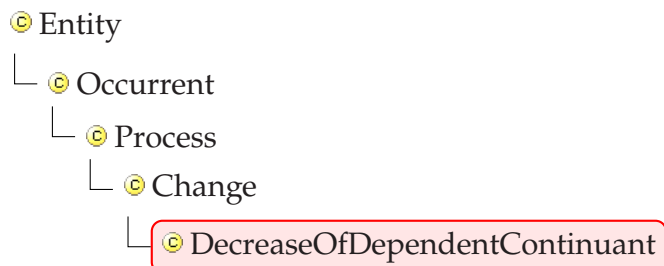 Entity
Occurrent
Process
Change
DecreaseOfDependentContinuant